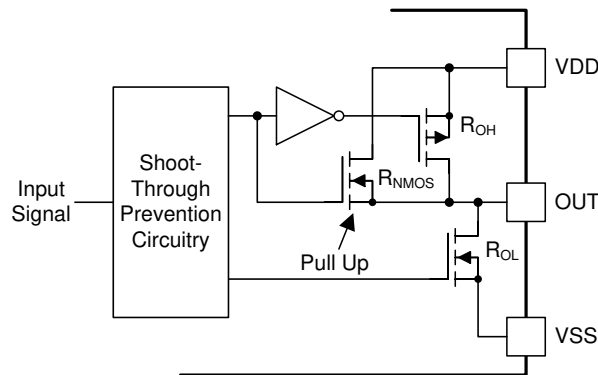 VDD
R_OH
Shoot-
Through
Prevention
Circuitry
Input
Signal
R_NMOS
OUT
Pull Up
R_OL
VSS